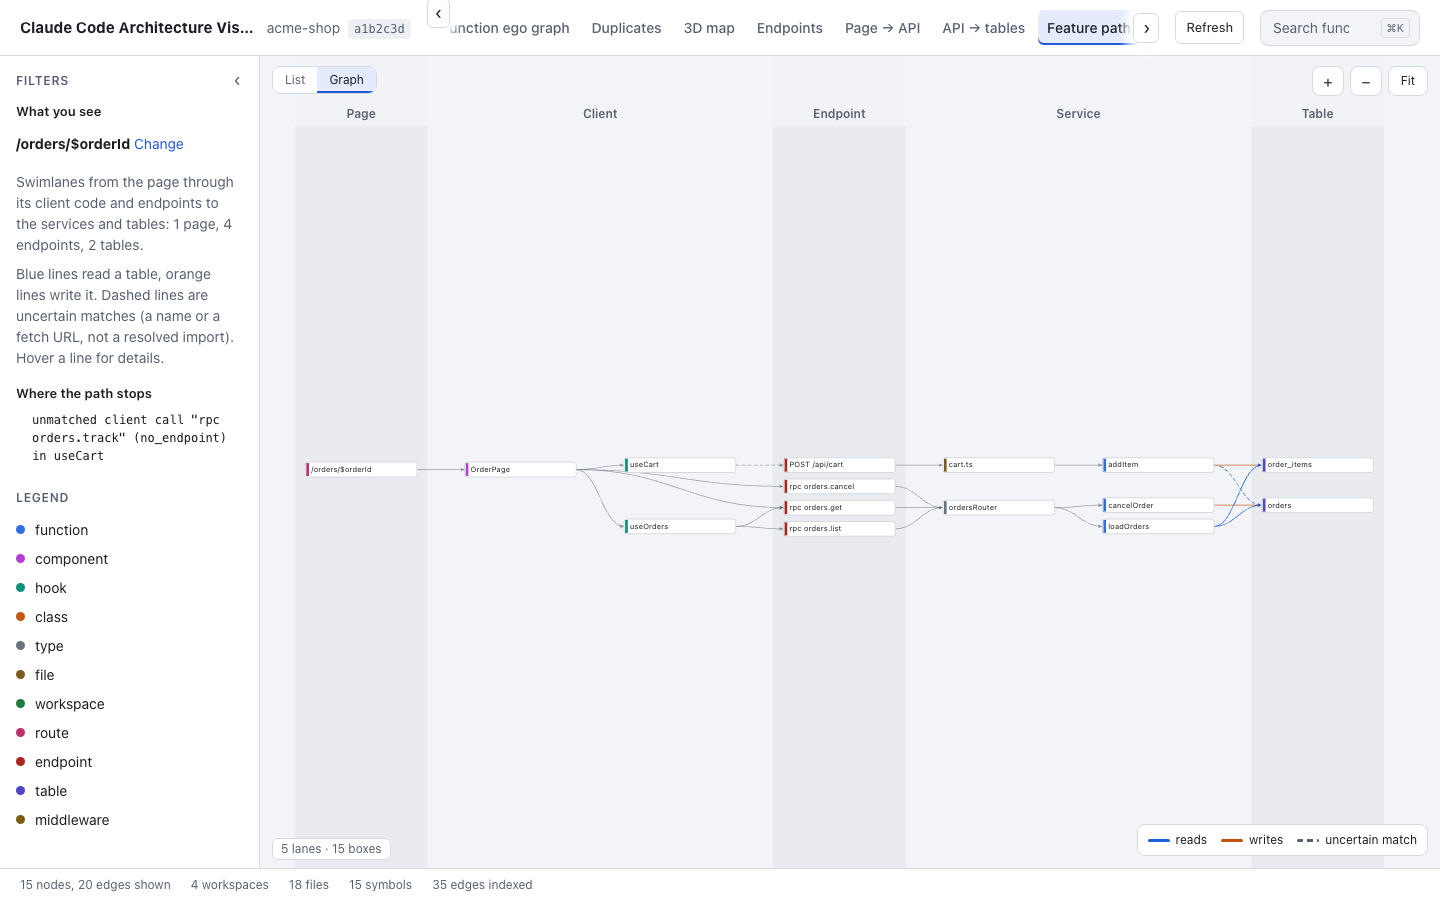 Claude Code Architecture Vis...
acme-shop
a1b2c3d
‹
unction ego graph
Duplicates
3D map
Endpoints
Page → API
API → tables
Feature path
›
Refresh
Search func
⌘K
FILTERS
‹
What you see
/orders/$orderId Change
Swimlanes from the page through
its client code and endpoints to
the services and tables: 1 page, 4
endpoints, 2 tables.
Blue lines read a table, orange
lines write it. Dashed lines are
uncertain matches (a name or a
fetch URL, not a resolved import).
Hover a line for details.
Where the path stops
unmatched client call "rpc
orders.track" (no_endpoint)
in useCart
LEGEND
function
component
hook
class
type
file
workspace
route
endpoint
table
middleware
List
Graph
+
−
Fit
Page
Client
Endpoint
Service
Table
/orders/$orderId
OrderPage
useCart
useOrders
POST /api/cart
rpc orders.cancel
rpc orders.get
rpc orders.list
cart.ts
ordersRouter
addItem
cancelOrder
loadOrders
order_items
orders
5 lanes · 15 boxes
reads
writes
uncertain match
15 nodes, 20 edges shown
4 workspaces
18 files
15 symbols
35 edges indexed